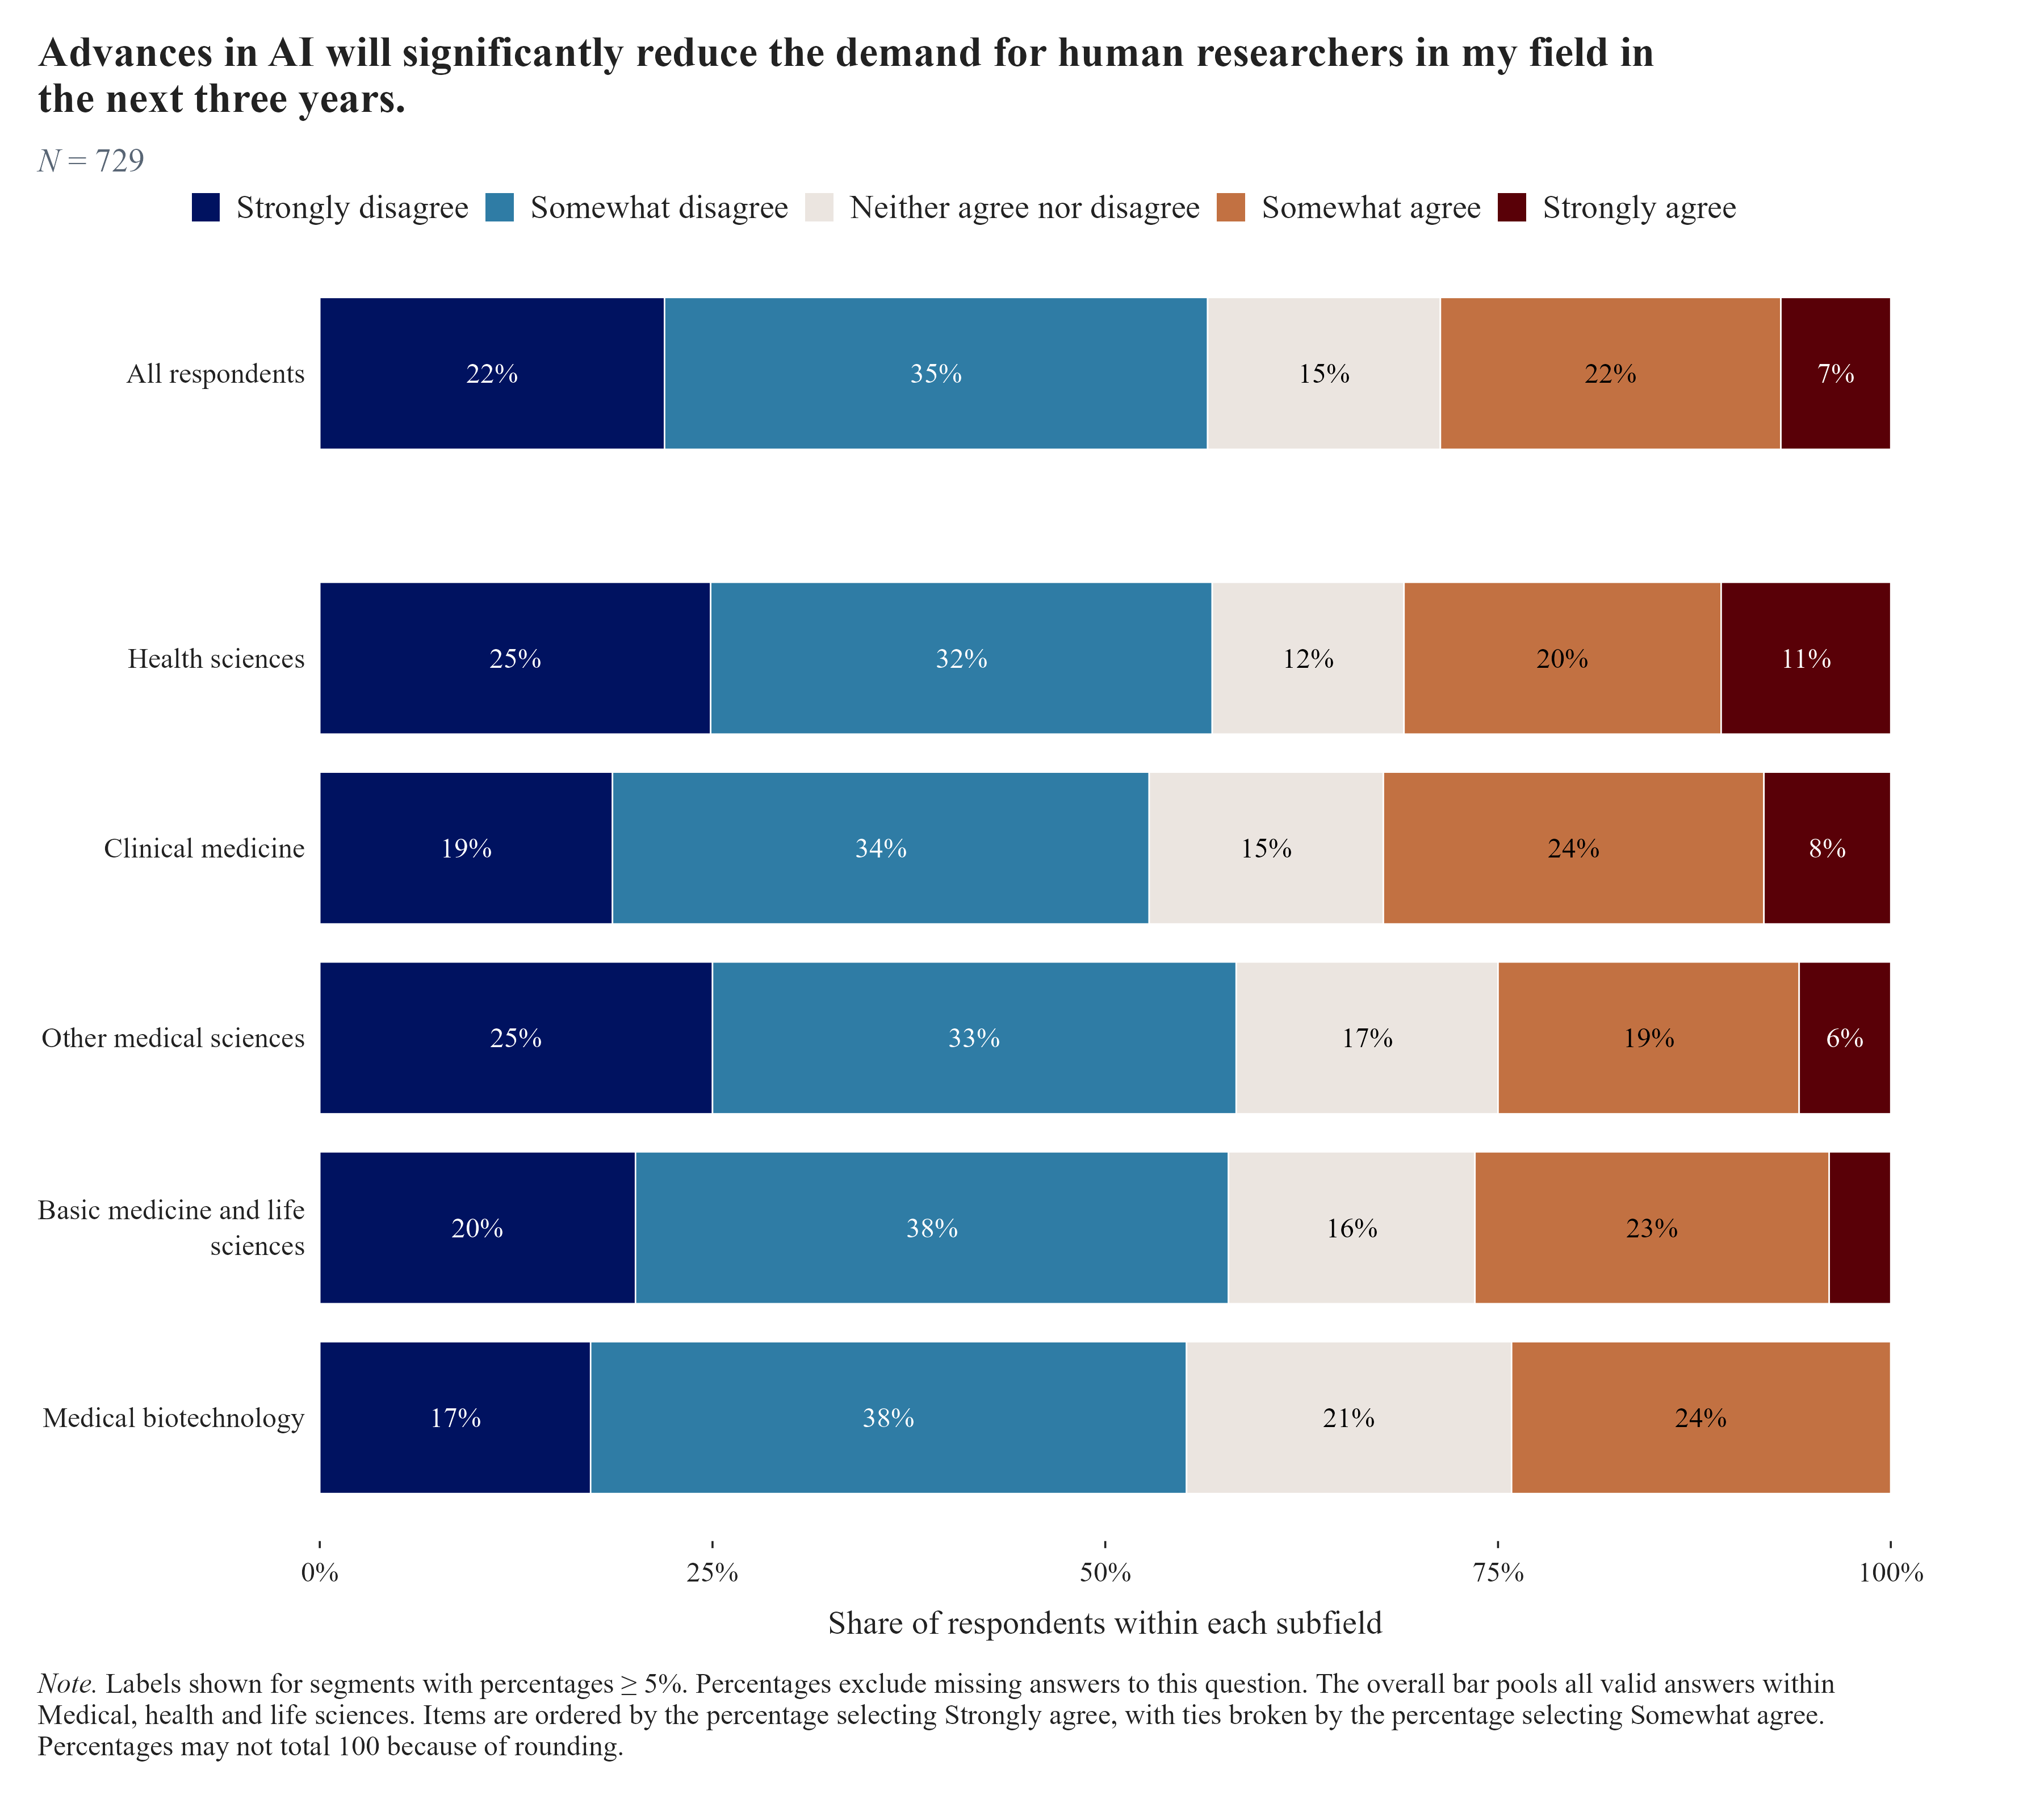 Advances in AI will significantly reduce the demand for human researchers in my field in
the next three years.
N = 729
Strongly disagree Somewhat disagree Neither agree nor disagree Somewhat agree Strongly agree
All respondents 22% 35% 15% 22% 7%
Health sciences 25% 32% 12% 20% 11%
Clinical medicine 19% 34% 15% 24% 8%
Other medical sciences 25% 33% 17% 19% 6%
Basic medicine and life
sciences 20% 38% 16% 23%
Medical biotechnology 17% 38% 21% 24%
0% 25% 50% 75% 100%
Share of respondents within each subfield
Note. Labels shown for segments with percentages ≥ 5%. Percentages exclude missing answers to this question. The overall bar pools all valid answers within
Medical, health and life sciences. Items are ordered by the percentage selecting Strongly agree, with ties broken by the percentage selecting Somewhat agree.
Percentages may not total 100 because of rounding.